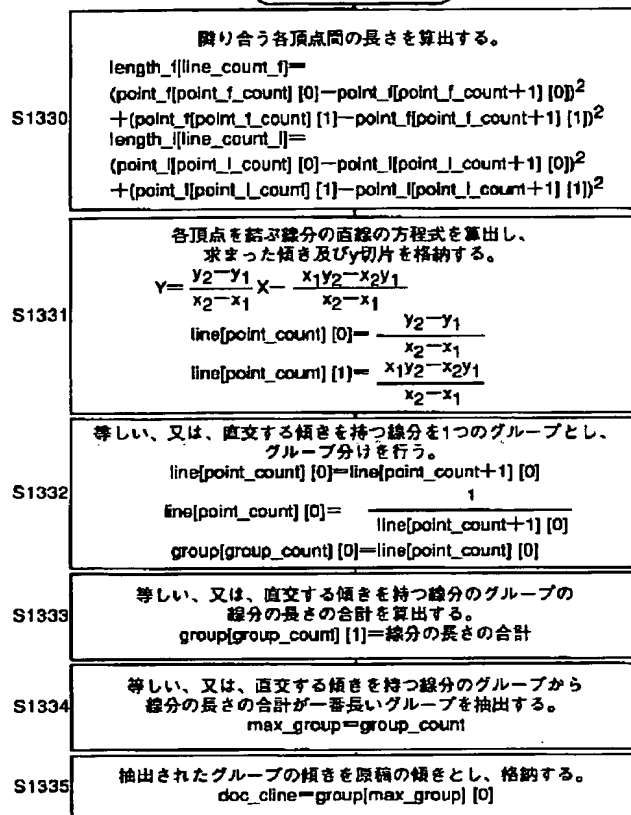 S1330
隣り合う各頂点間の長さを算出する。
length_f[line_count_f]=
(point_f[point_f_count] [0]−point_f[point_f_count+1] [0])²
+(point_f[point_f_count] [1]−point_f[point_f_count+1] [1])²
length_l[line_count_l]=
(point_l[point_l_count] [0]−point_l[point_l_count+1] [0])²
+(point_l[point_l_count] [1]−point_l[point_l_count+1] [1])²
S1331
各頂点を結ぶ線分の直線の方程式を算出し、
求まった傾き及びy切片を格納する。
Y= (y₂−y₁)/(x₂−x₁) X− (x₁y₂−x₂y₁)/(x₂−x₁)
line[point_count] [0]= (y₂−y₁)/(x₂−x₁)
line[point_count] [1]= (x₁y₂−x₂y₁)/(x₂−x₁)
S1332
等しい、又は、直交する傾きを持つ線分を1つのグループとし、
グループ分けを行う。
line[point_count] [0]=line[point_count+1] [0]
line[point_count] [0]= 1/(line[point_count+1] [0])
group[group_count] [0]=line[point_count] [0]
S1333
等しい、又は、直交する傾きを持つ線分のグループの
線分の長さの合計を算出する。
group[group_count] [1]=線分の長さの合計
S1334
等しい、又は、直交する傾きを持つ線分のグループから
線分の長さの合計が一番長いグループを抽出する。
max_group=group_count
S1335
抽出されたグループの傾きを原稿の傾きとし、格納する。
doc_cline=group[max_group] [0]